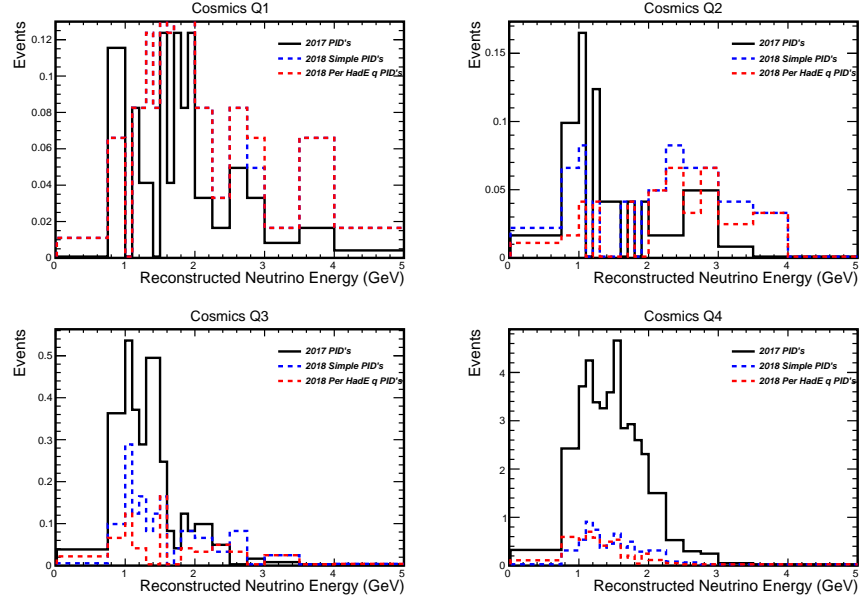 Cosmics Q1
Events
0.12
0.1
0.08
0.06
0.04
0.02
0
2017 PID's
2018 Simple PID's
2018 Per HadE q PID's
0 1 2 3 4 5
Reconstructed Neutrino Energy (GeV)
Cosmics Q2
Events
0.15
0.1
0.05
0
2017 PID's
2018 Simple PID's
2018 Per HadE q PID's
0 1 2 3 4 5
Reconstructed Neutrino Energy (GeV)
Cosmics Q3
Events
0.5
0.4
0.3
0.2
0.1
0
2017 PID's
2018 Simple PID's
2018 Per HadE q PID's
0 1 2 3 4 5
Reconstructed Neutrino Energy (GeV)
Cosmics Q4
Events
4
3
2
1
0
2017 PID's
2018 Simple PID's
2018 Per HadE q PID's
0 1 2 3 4 5
Reconstructed Neutrino Energy (GeV)